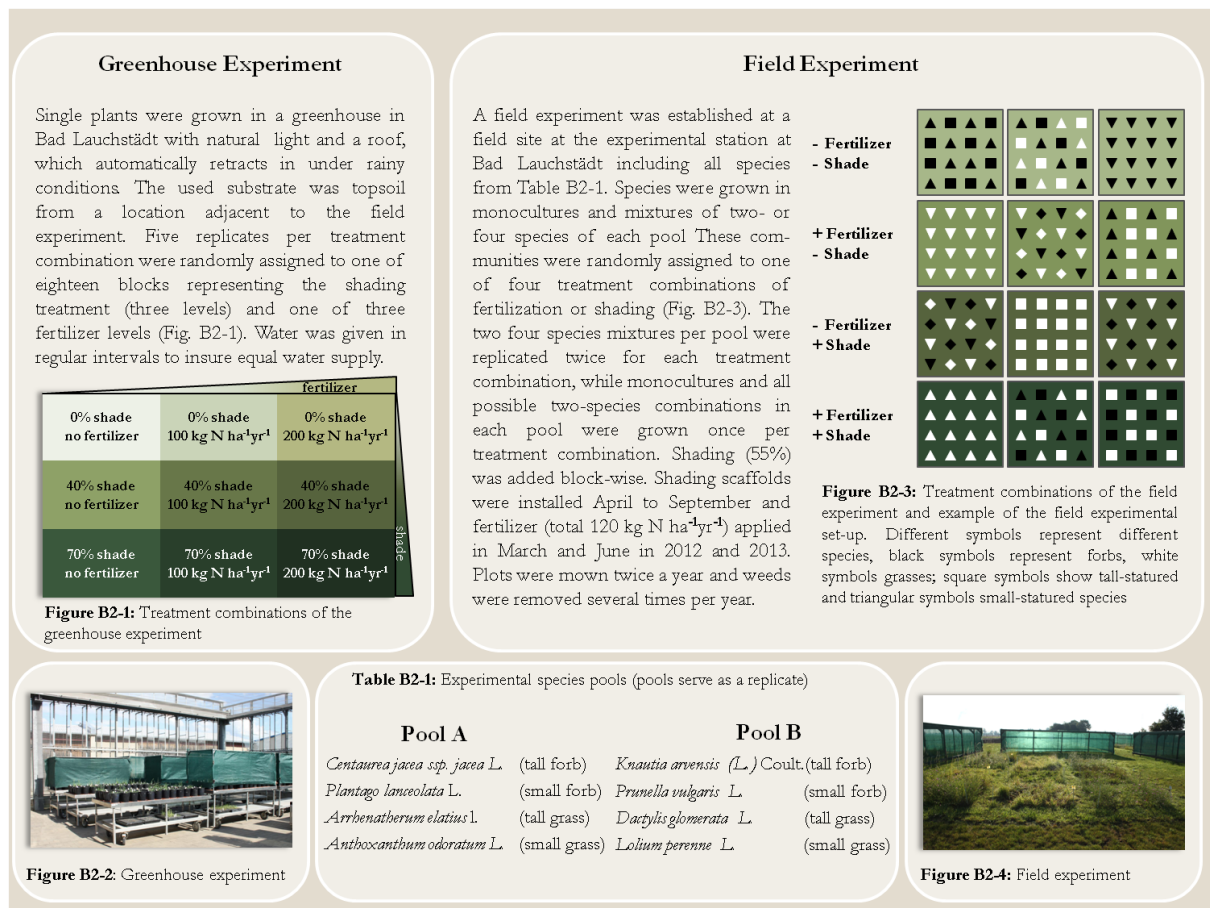 Greenhouse Experiment
Single plants were grown in a greenhouse in
Bad Lauchstädt with natural light and a roof,
which automatically retracts in under rainy
conditions. The used substrate was topsoil
from a location adjacent to the field
experiment. Five replicates per treatment
combination were randomly assigned to one of
eighteen blocks representing the shading
treatment (three levels) and one of three
fertilizer levels (Fig. B2-1). Water was given in
regular intervals to insure equal water supply.
fertilizer
0% shade
no fertilizer
0% shade
100 kg N ha⁻¹yr⁻¹
0% shade
200 kg N ha⁻¹yr⁻¹
40% shade
no fertilizer
40% shade
100 kg N ha⁻¹yr⁻¹
40% shade
200 kg N ha⁻¹yr⁻¹
70% shade
no fertilizer
70% shade
100 kg N ha⁻¹yr⁻¹
70% shade
200 kg N ha⁻¹yr⁻¹
shade
Figure B2-1: Treatment combinations of the
greenhouse experiment
Field Experiment
A field experiment was established at a
field site at the experimental station at
Bad Lauchstädt including all species
from Table B2-1. Species were grown in
monocultures and mixtures of two- or
four species of each pool These com-
munities were randomly assigned to one
of four treatment combinations of
fertilization or shading (Fig. B2-3). The
two four species mixtures per pool were
replicated twice for each treatment
combination, while monocultures and all
possible two-species combinations in
each pool were grown once per
treatment combination. Shading (55%)
was added block-wise. Shading scaffolds
were installed April to September and
fertilizer (total 120 kg N ha⁻¹yr⁻¹) applied
in March and June in 2012 and 2013.
Plots were mown twice a year and weeds
were removed several times per year.
- Fertilizer
- Shade
+ Fertilizer
- Shade
- Fertilizer
+ Shade
+ Fertilizer
+ Shade
Figure B2-3: Treatment combinations of the field
experiment and example of the field experimental
set-up. Different symbols represent different
species, black symbols represent forbs, white
symbols grasses; square symbols show tall-statured
and triangular symbols small-statured species
Figure B2-2: Greenhouse experiment
Table B2-1: Experimental species pools (pools serve as a replicate)
Pool A
Centaurea jacea ssp. jacea L. (tall forb)
Plantago lanceolata L. (small forb)
Arrhenatherum elatius l. (tall grass)
Anthoxanthum odoratum L. (small grass)
Pool B
Knautia arvensis (L.) Coult. (tall forb)
Prunella vulgaris L. (small forb)
Dactylis glomerata L. (tall grass)
Lolium perenne L. (small grass)
Figure B2-4: Field experiment